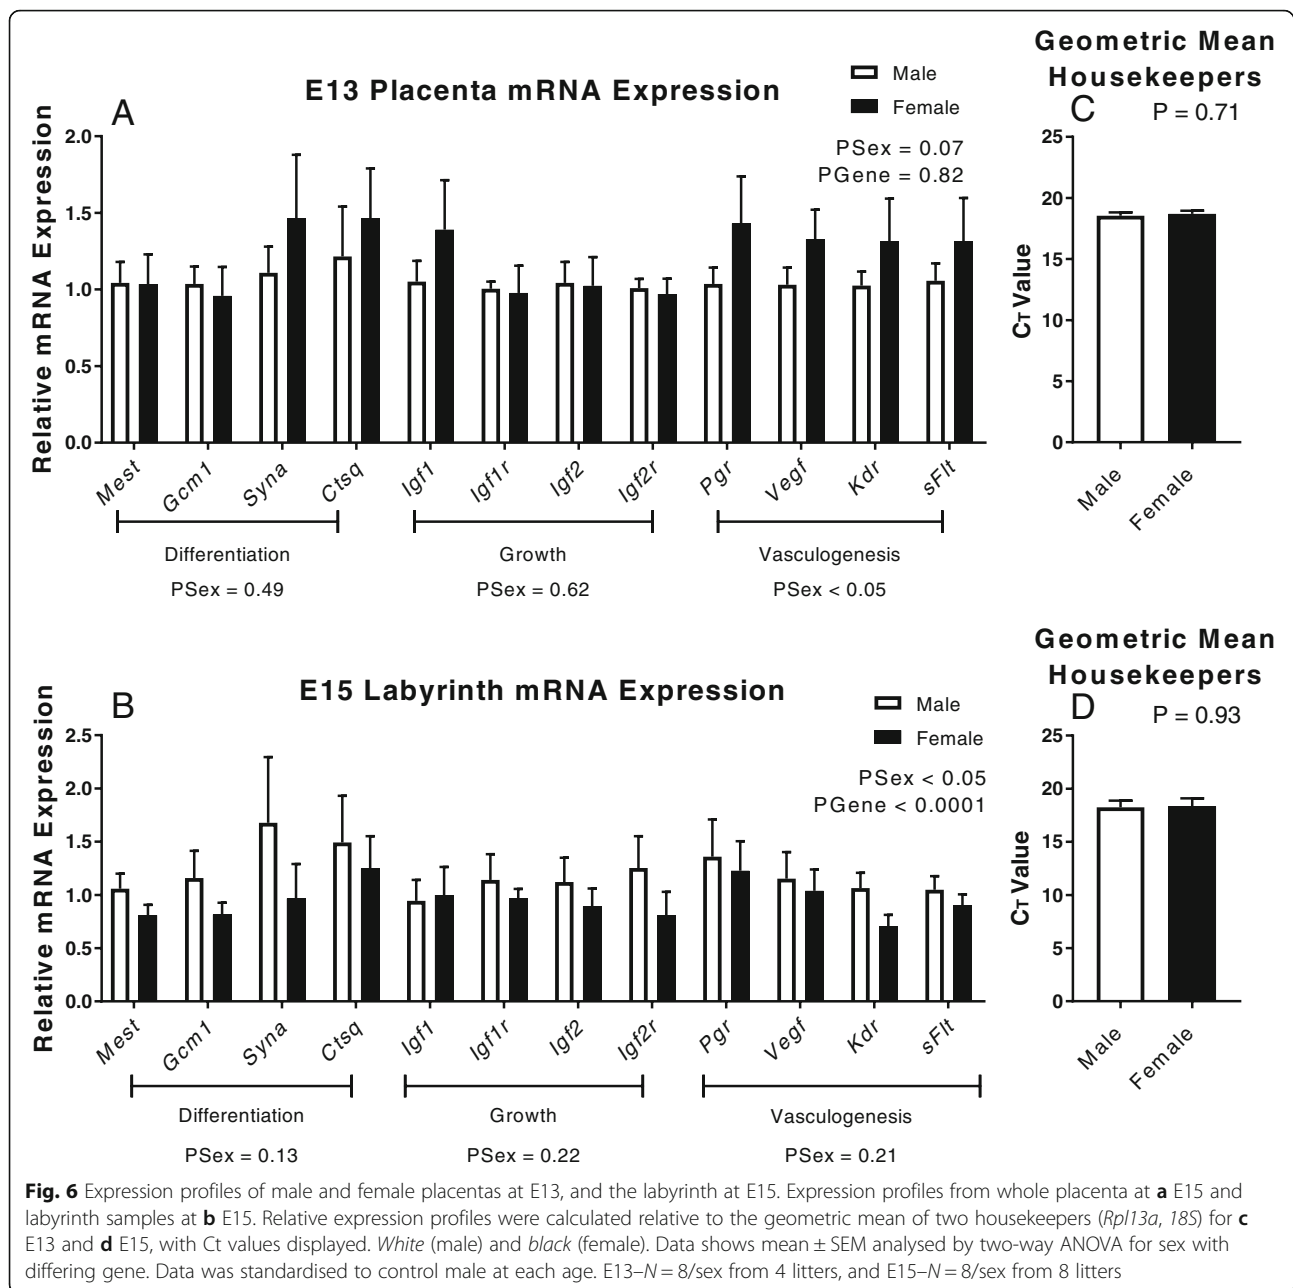 E13 Placenta mRNA Expression
A
Male
Female
PSex = 0.07
PGene = 0.82
Relative mRNA Expression
2.0
1.5
1.0
0.5
0.0
Mest
Gcm1
Syna
Ctsq
Igf1
Igf1r
Igf2
Igf2r
Pgr
Vegf
Kdr
sFlt
Differentiation
Growth
Vasculogenesis
PSex = 0.49
PSex = 0.62
PSex < 0.05
Geometric Mean
Housekeepers
C
P = 0.71
CT Value
25
20
15
10
5
0
Male
Female
E15 Labyrinth mRNA Expression
B
Male
Female
PSex < 0.05
PGene < 0.0001
Relative mRNA Expression
2.5
2.0
1.5
1.0
0.5
0.0
Mest
Gcm1
Syna
Ctsq
Igf1
Igf1r
Igf2
Igf2r
Pgr
Vegf
Kdr
sFlt
Differentiation
Growth
Vasculogenesis
PSex = 0.13
PSex = 0.22
PSex = 0.21
Geometric Mean
Housekeepers
D
P = 0.93
CT Value
25
20
15
10
5
0
Male
Female
Fig. 6 Expression profiles of male and female placentas at E13, and the labyrinth at E15. Expression profiles from whole placenta at a E15 and
labyrinth samples at b E15. Relative expression profiles were calculated relative to the geometric mean of two housekeepers (Rpl13a, 18S) for c
E13 and d E15, with Ct values displayed. White (male) and black (female). Data shows mean ± SEM analysed by two-way ANOVA for sex with
differing gene. Data was standardised to control male at each age. E13–N = 8/sex from 4 litters, and E15–N = 8/sex from 8 litters